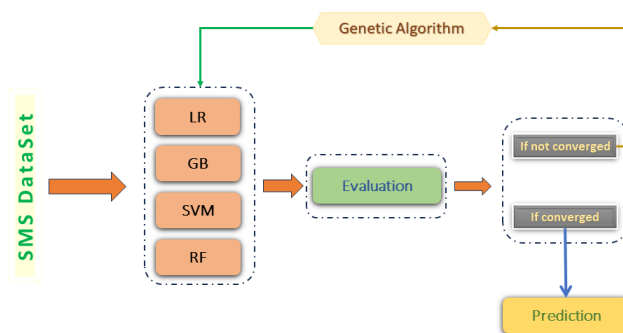 Genetic Algorithm
SMS DataSet
LR
GB
SVM
RF
Evaluation
If not converged
If converged
Prediction